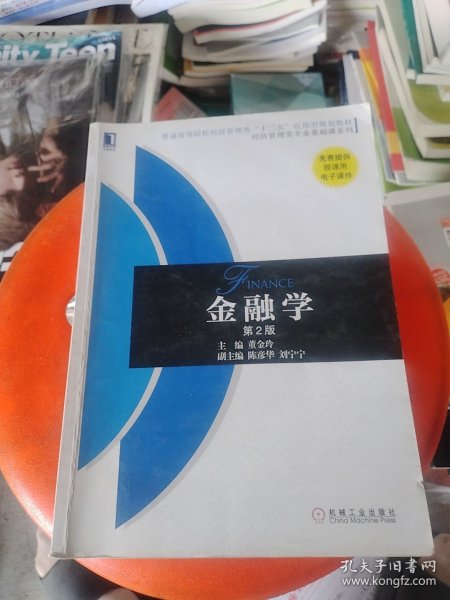 ity Teen
普通高等院校经济管理类“十二五”应用型规划教材
经济管理类专业基础课系列
免费提供
授课用
电子课件
FINANCE
金融学
第2版
主 编 董金玲
副主编 陈彦华 刘宁宁
机械工业出版社
China Machine Press
孔夫子旧书网
www.kongfz.com